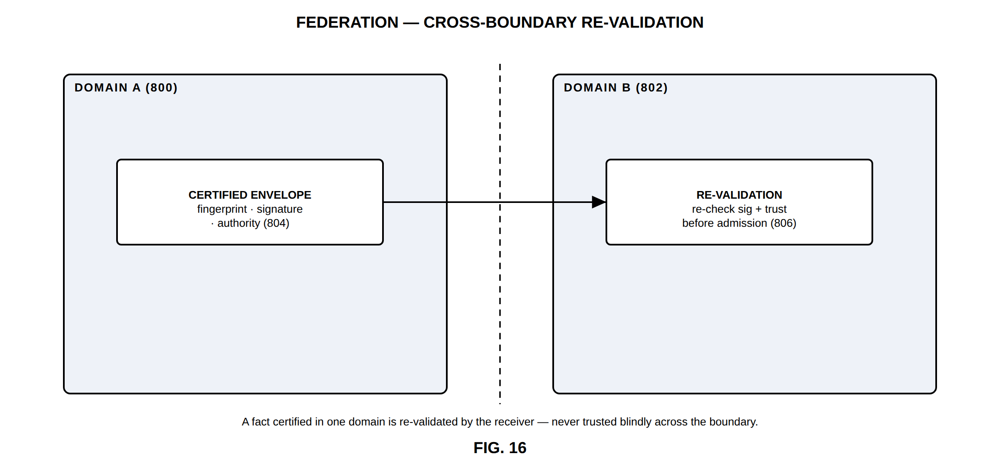 FEDERATION — CROSS-BOUNDARY RE-VALIDATION
DOMAIN A (800)
DOMAIN B (802)
CERTIFIED ENVELOPE
fingerprint · signature
· authority (804)
RE-VALIDATION
re-check sig + trust
before admission (806)
A fact certified in one domain is re-validated by the receiver — never trusted blindly across the boundary.
FIG. 16